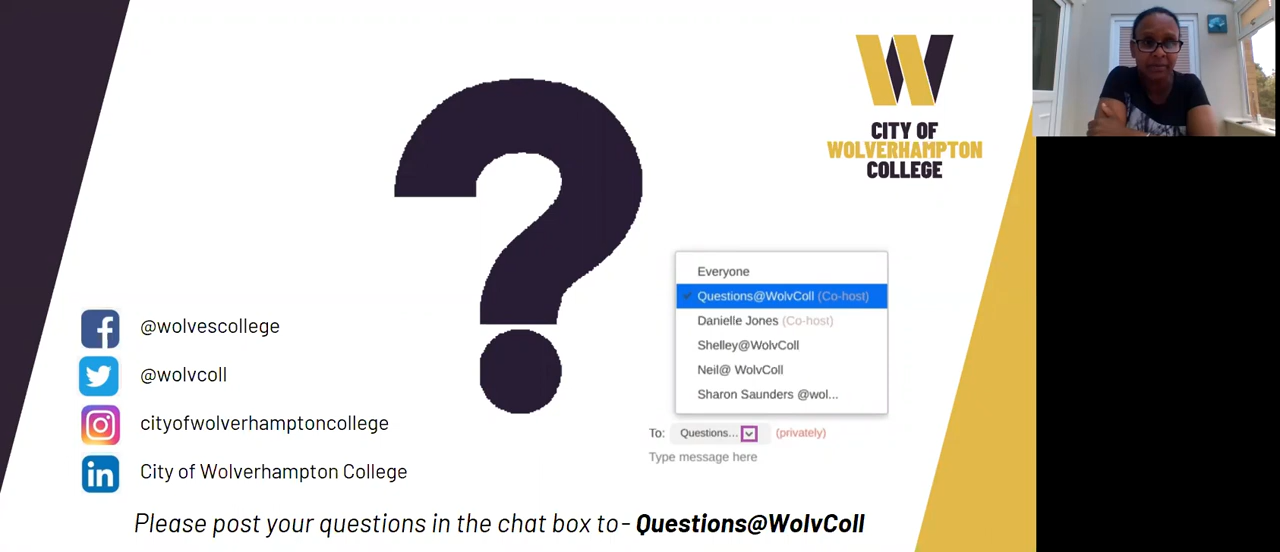 CITY OF
WOLVERHAMPTON
COLLEGE
Everyone
Questions@WolvColl (Co-host)
Danielle Jones (Co-host)
Shelley@WolvColl
Neil@ WolvColl
Sharon Saunders @wol...
To: Questions... (privately)
Type message here
@wolvescollege
@wolvcoll
cityofwolverhamptoncollege
City of Wolverhampton College
Please post your questions in the chat box to- Questions@WolvColl